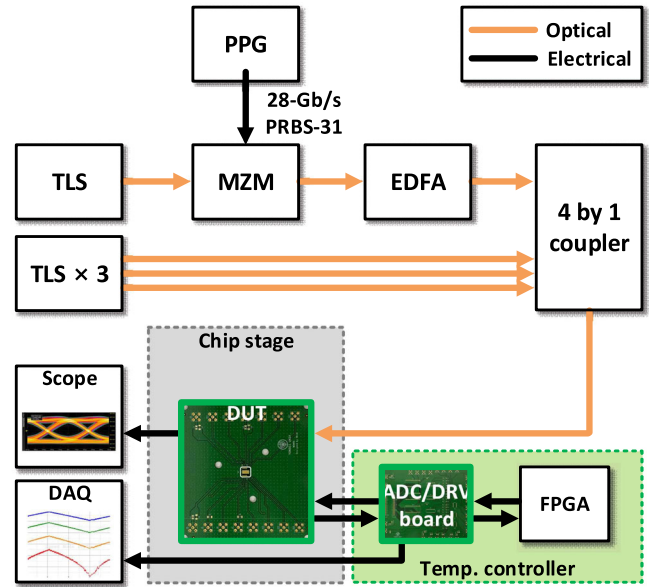 PPG
Optical
Electrical
28-Gb/s
PRBS-31
TLS
MZM
EDFA
4 by 1
coupler
TLS × 3
Chip stage
Scope
DUT
DAQ
ADC/DRV
board
FPGA
Temp. controller